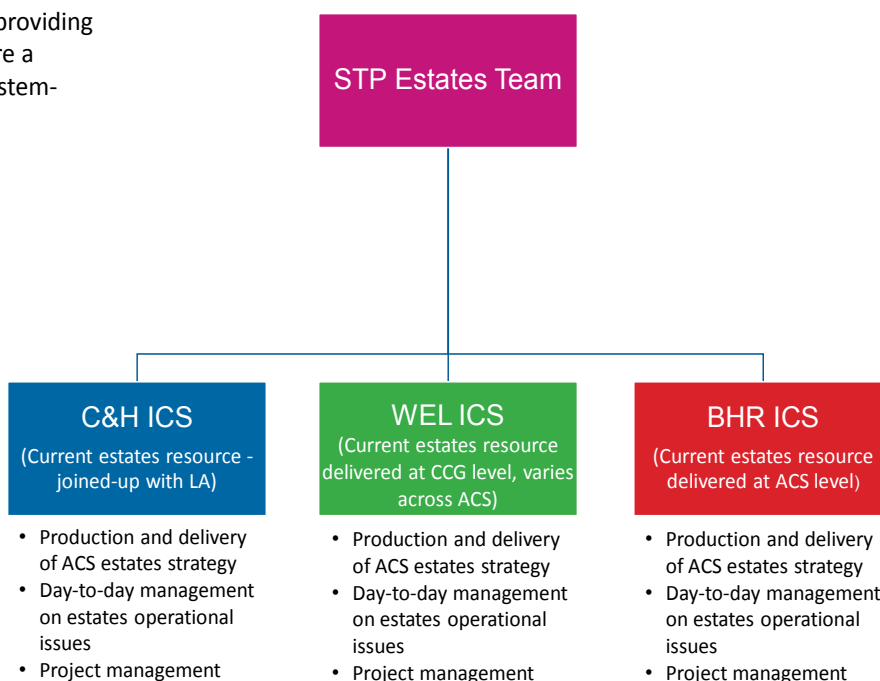 providing
re a
stem-
STP Estates Team
C&H ICS
(Current estates resource -
joined-up with LA)
• Production and delivery
of ACS estates strategy
• Day-to-day management
on estates operational
issues
• Project management
WEL ICS
(Current estates resource
delivered at CCG level, varies
across ACS)
• Production and delivery
of ACS estates strategy
• Day-to-day management
on estates operational
issues
• Project management
BHR ICS
(Current estates resource
delivered at ACS level)
• Production and delivery
of ACS estates strategy
• Day-to-day management
on estates operational
issues
• Project management